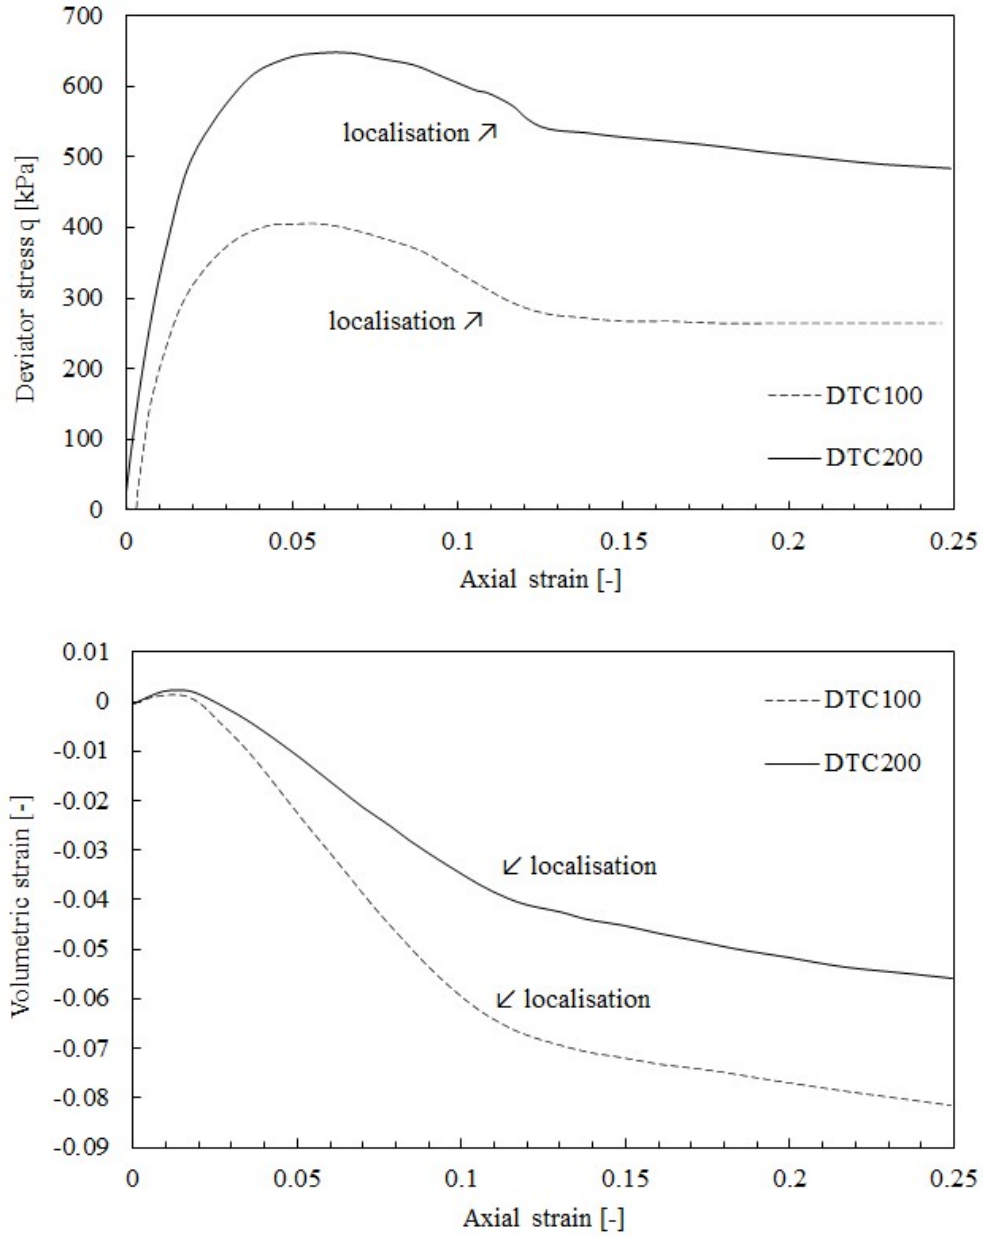 700
600
500
400
300
200
100
0
Deviator stress q [kPa]
localisation ↗
localisation ↗
DTC100
DTC200
0 0.05 0.1 0.15 0.2 0.25
Axial strain [-]
0.01
0
-0.01
-0.02
-0.03
-0.04
-0.05
-0.06
-0.07
-0.08
-0.09
Volumetric strain [-]
DTC100
DTC200
↙ localisation
↙ localisation
0 0.05 0.1 0.15 0.2 0.25
Axial strain [-]